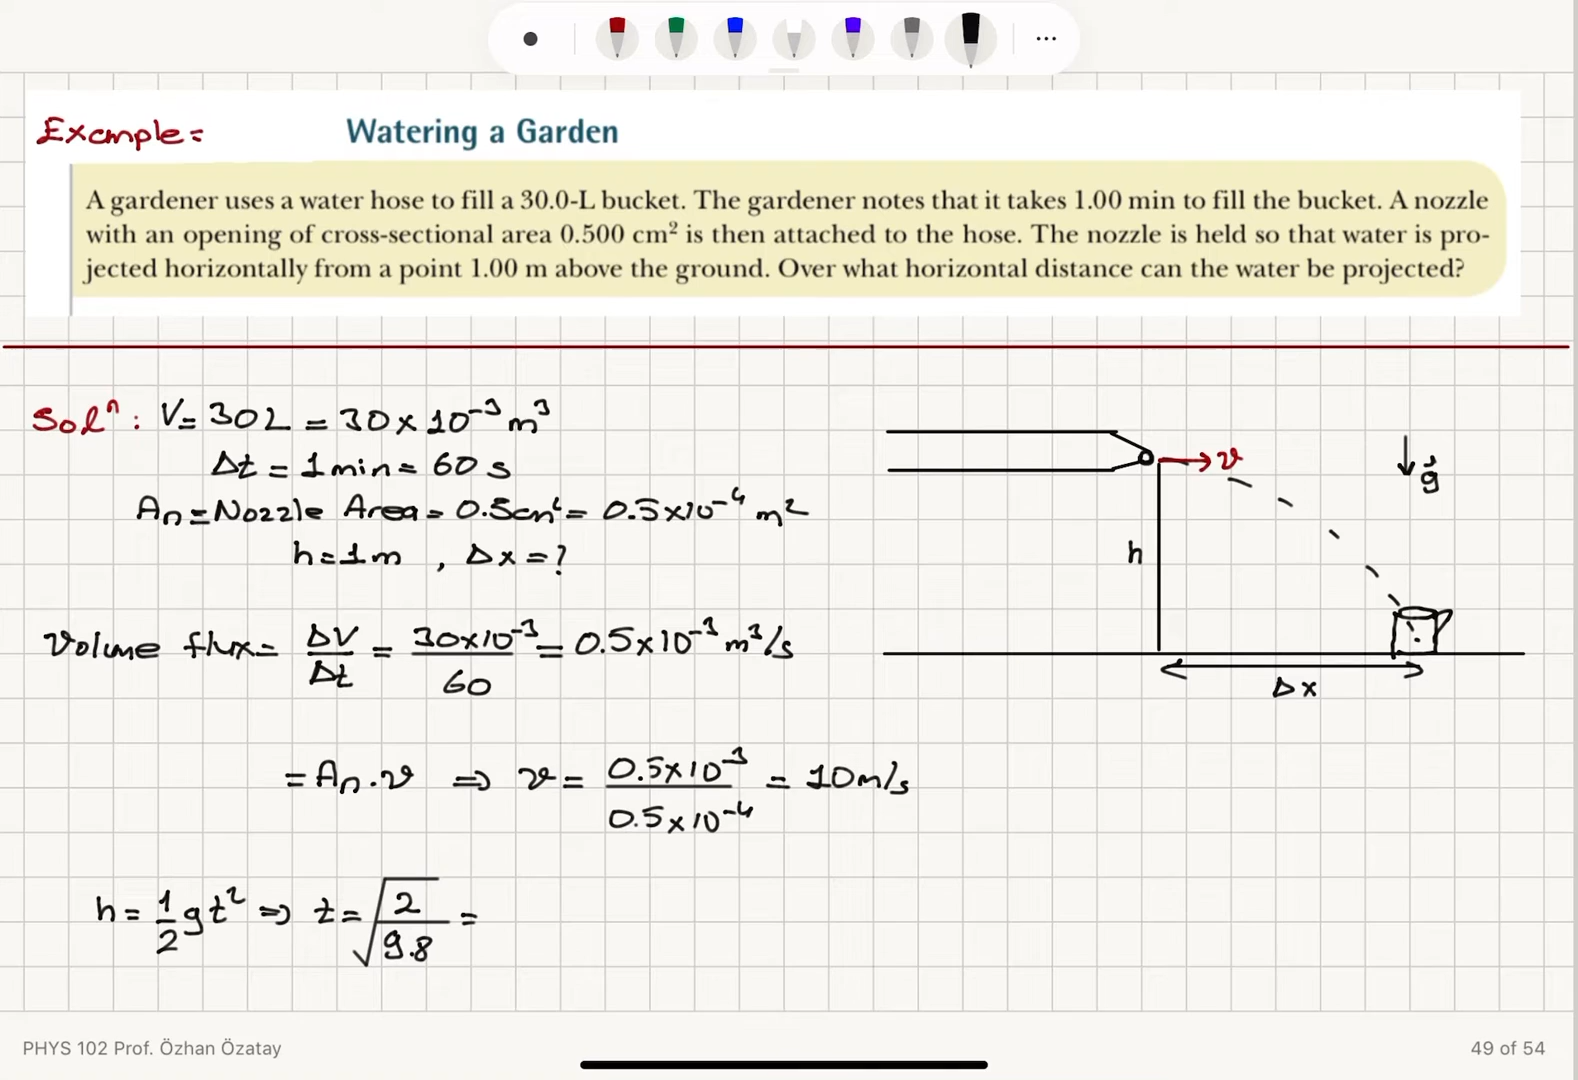 Example:
Watering a Garden
A gardener uses a water hose to fill a 30.0-L bucket. The gardener notes that it takes 1.00 min to fill the bucket. A nozzle
with an opening of cross-sectional area 0.500 cm² is then attached to the hose. The nozzle is held so that water is pro-
jected horizontally from a point 1.00 m above the ground. Over what horizontal distance can the water be projected?
Solⁿ: V = 30L = 30×10⁻³ m³
Δt = 1 min = 60 s
Aₙ = Nozzle Area = 0.5cm² = 0.5×10⁻⁴ m²
h = 1m , Δx = ?
Volume flux = ΔV/Δt = 30×10⁻³/60 = 0.5×10⁻³ m³/s
= Aₙ.v ⇒ v = 0.5×10⁻³/0.5×10⁻⁴ = 10m/s
h = 1/2 gt² ⇒ t = √(2/9.8) =
v
g
h
Δx
PHYS 102 Prof. Özhan Özatay
49 of 54